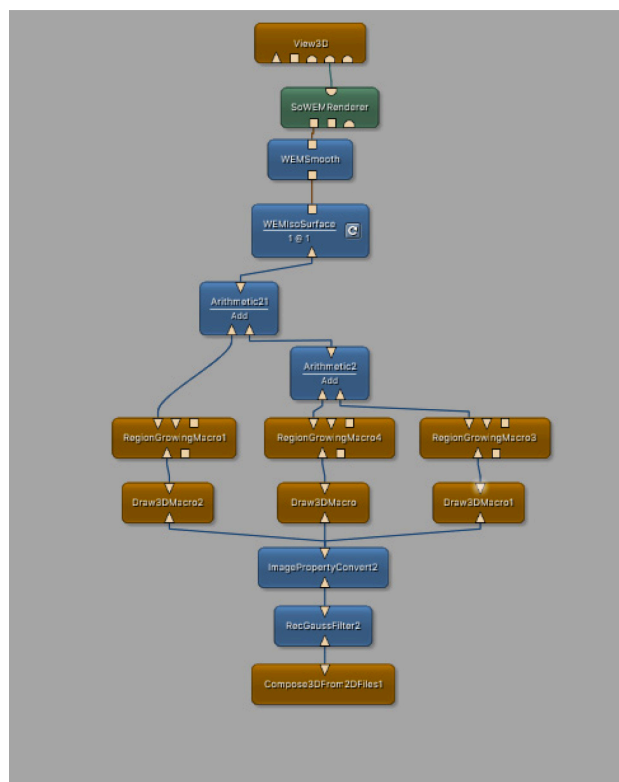 View3D
SoWEMRenderer
WEMSmooth
WEMIsoSurface
1 @ 1
Arithmetic21
Add
Arithmetic2
Add
RegionGrowingMacro1
RegionGrowingMacro4
RegionGrowingMacro3
Draw3DMacro2
Draw3DMacro
Draw3DMacro1
ImagePropertyConvert2
RecGaussFilter2
Compose3DFrom2DFiles1